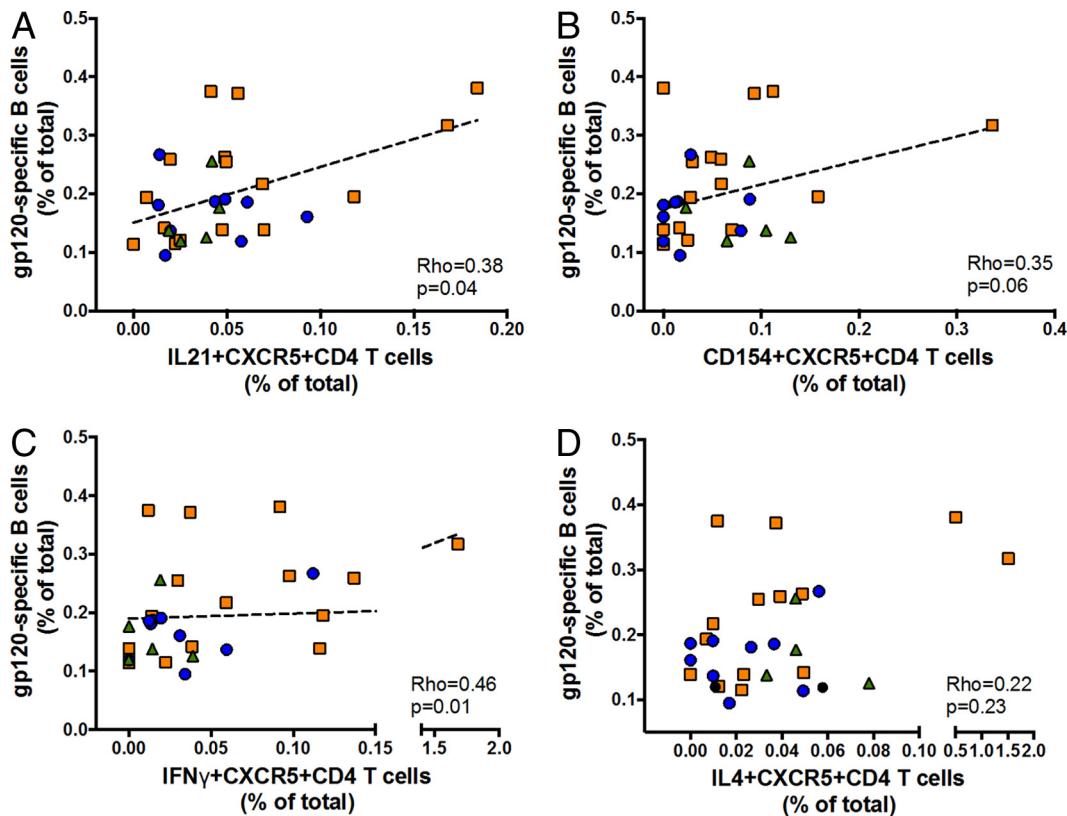 A
gp120-specific B cells
(% of total)
0.5
0.4
0.3
0.2
0.1
0.0
Rho=0.38
p=0.04
0.00 0.05 0.10 0.15 0.20
IL21+CXCR5+CD4 T cells
(% of total)
B
gp120-specific B cells
(% of total)
0.5
0.4
0.3
0.2
0.1
0.0
Rho=0.35
p=0.06
0.0 0.1 0.2 0.3 0.4
CD154+CXCR5+CD4 T cells
(% of total)
C
gp120-specific B cells
(% of total)
0.5
0.4
0.3
0.2
0.1
0.0
Rho=0.46
p=0.01
0.00 0.05 0.10 0.15 1.5 2.0
IFNγ+CXCR5+CD4 T cells
(% of total)
D
gp120-specific B cells
(% of total)
0.5
0.4
0.3
0.2
0.1
Rho=0.22
p=0.23
0.00 0.02 0.04 0.06 0.08 0.10 0.5 1.0 1.5 2.0
IL4+CXCR5+CD4 T cells
(% of total)